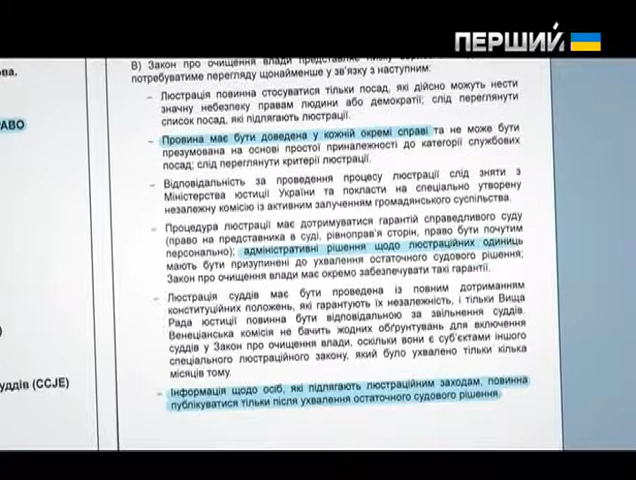 ПЕРШИЙ
В) Закон про очищення влади представляє низку
потребуватиме перегляду щонайменше у зв'язку з наступним:
– Люстрація повинна стосуватися тільки посад, які дійсно можуть нести
значну небезпеку правам людини або демократії; слід переглянути
список посад, які підлягають люстрації.
– Провина має бути доведена у кожній окремі справі та не може бути
презумована на основі простої приналежності до категорії службових
посад; слід переглянути критерії люстрації.
– Відповідальність за проведення процесу люстрації слід зняти з
Міністерства юстиції України та покласти на спеціально утворену
незалежну комісію із активним залученням громадянського суспільства.
– Процедура люстрації має дотримуватися гарантій справедливого суду
(право на представника в суді, рівноправ'я сторін, право бути почутим
персонально); адміністративні рішення щодо люстраційних одиниць
мають бути призупинені до ухвалення остаточного судового рішення;
Закон про очищення влади має окремо забезпечувати такі гарантії.
– Люстрація суддів має бути проведена із повним дотриманням
конституційних положень, які гарантують їх незалежність, і тільки Вища
Рада юстиції повинна бути відповідальною за звільнення суддів.
Венеціанська комісія не бачить жодних обґрунтувань для включення
суддів у Закон про очищення влади, оскільки вони є суб'єктами іншого
спеціального люстраційного закону, який було ухвалено тільки кілька
місяців тому.
– Інформація щодо осіб, які підлягають люстраційним заходам, повинна
публікуватися тільки після ухвалення остаточного судового рішення.
ова.
РАВО
)
уддів (CCJE)
)